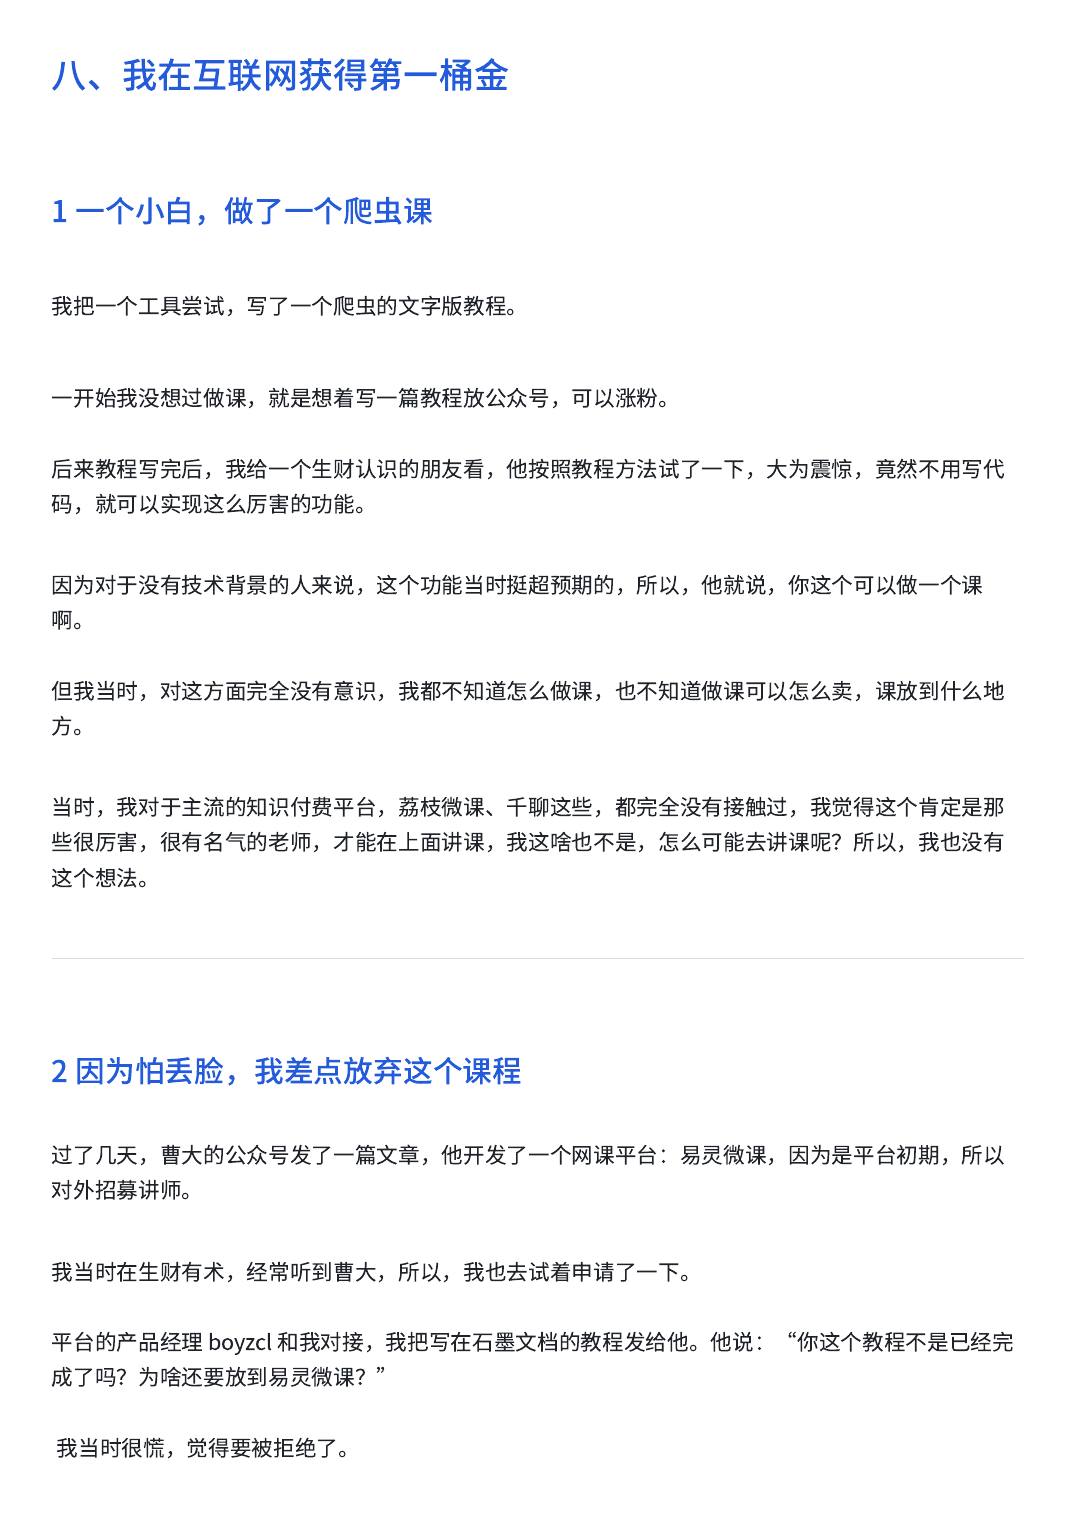 八、我在互联网获得第一桶金
1 一个小白，做了一个爬虫课
我把一个工具尝试，写了一个爬虫的文字版教程。
一开始我没想过做课，就是想着写一篇教程放公众号，可以涨粉。
后来教程写完后，我给一个生财认识的朋友看，他按照教程方法试了一下，大为震惊，竟然不用写代
码，就可以实现这么厉害的功能。
因为对于没有技术背景的人来说，这个功能当时挺超预期的，所以，他就说，你这个可以做一个课
啊。
但我当时，对这方面完全没有意识，我都不知道怎么做课，也不知道做课可以怎么卖，课放到什么地
方。
当时，我对于主流的知识付费平台，荔枝微课、千聊这些，都完全没有接触过，我觉得这个肯定是那
些很厉害，很有名气的老师，才能在上面讲课，我这啥也不是，怎么可能去讲课呢？所以，我也没有
这个想法。
2 因为怕丢脸，我差点放弃这个课程
过了几天，曹大的公众号发了一篇文章，他开发了一个网课平台：易灵微课，因为是平台初期，所以
对外招募讲师。
我当时在生财有术，经常听到曹大，所以，我也去试着申请了一下。
平台的产品经理 boyzcl 和我对接，我把写在石墨文档的教程发给他。他说：“你这个教程不是已经完
成了吗？为啥还要放到易灵微课？”
我当时很慌，觉得要被拒绝了。